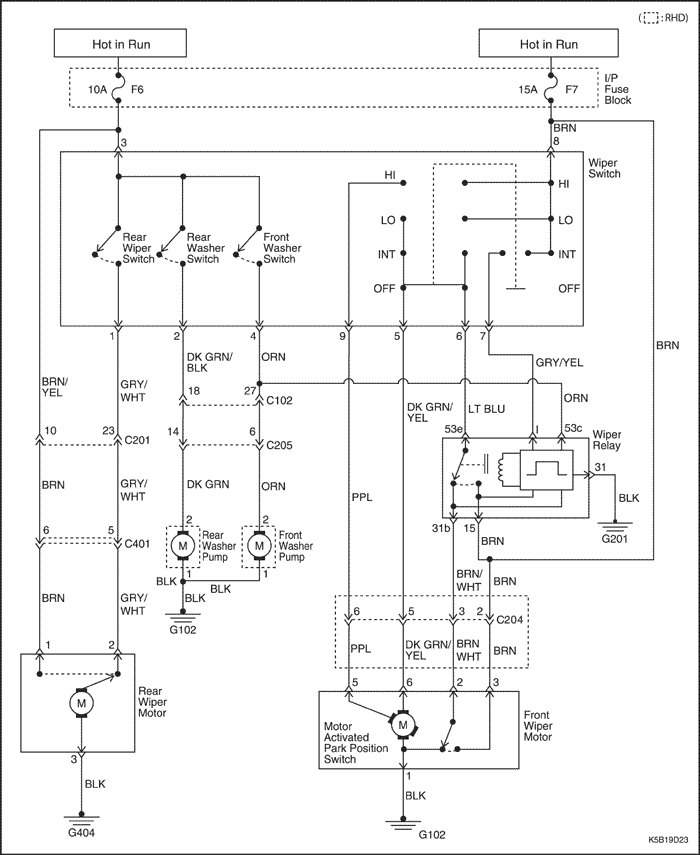 ( :RHD)
Hot in Run
Hot in Run
10A F6
15A F7
I/P
Fuse
Block
BRN
3
8
Wiper
Switch
HI
HI
LO
LO
INT
INT
OFF
OFF
Rear
Wiper
Switch
Rear
Washer
Switch
Front
Washer
Switch
1
2
4
9
5
6
7
BRN
DK GRN/
BLK
ORN
GRY/YEL
BRN/
YEL
GRY/
WHT
18
27
C102
DK GRN/
YEL
LT BLU
ORN
10
23
C201
14
6
C205
53e
I
53c
Wiper
Relay
31
BLK
G201
BRN
GRY/
WHT
DK GRN
ORN
PPL
31b
15
BRN
6
5
C401
2
2
M
M
Rear
Washer
Pump
Front
Washer
Pump
1
1
BLK
BLK
BLK
G102
BRN/
WHT
BRN
BRN
GRY/
WHT
6
5
3
2
C204
PPL
DK GRN/
YEL
BRN
WHT
BRN
1
2
M
Rear
Wiper
Motor
3
BLK
G404
5
6
2
3
M
Motor
Activated
Park Position
Switch
Front
Wiper
Motor
1
BLK
G102
K5B19D23